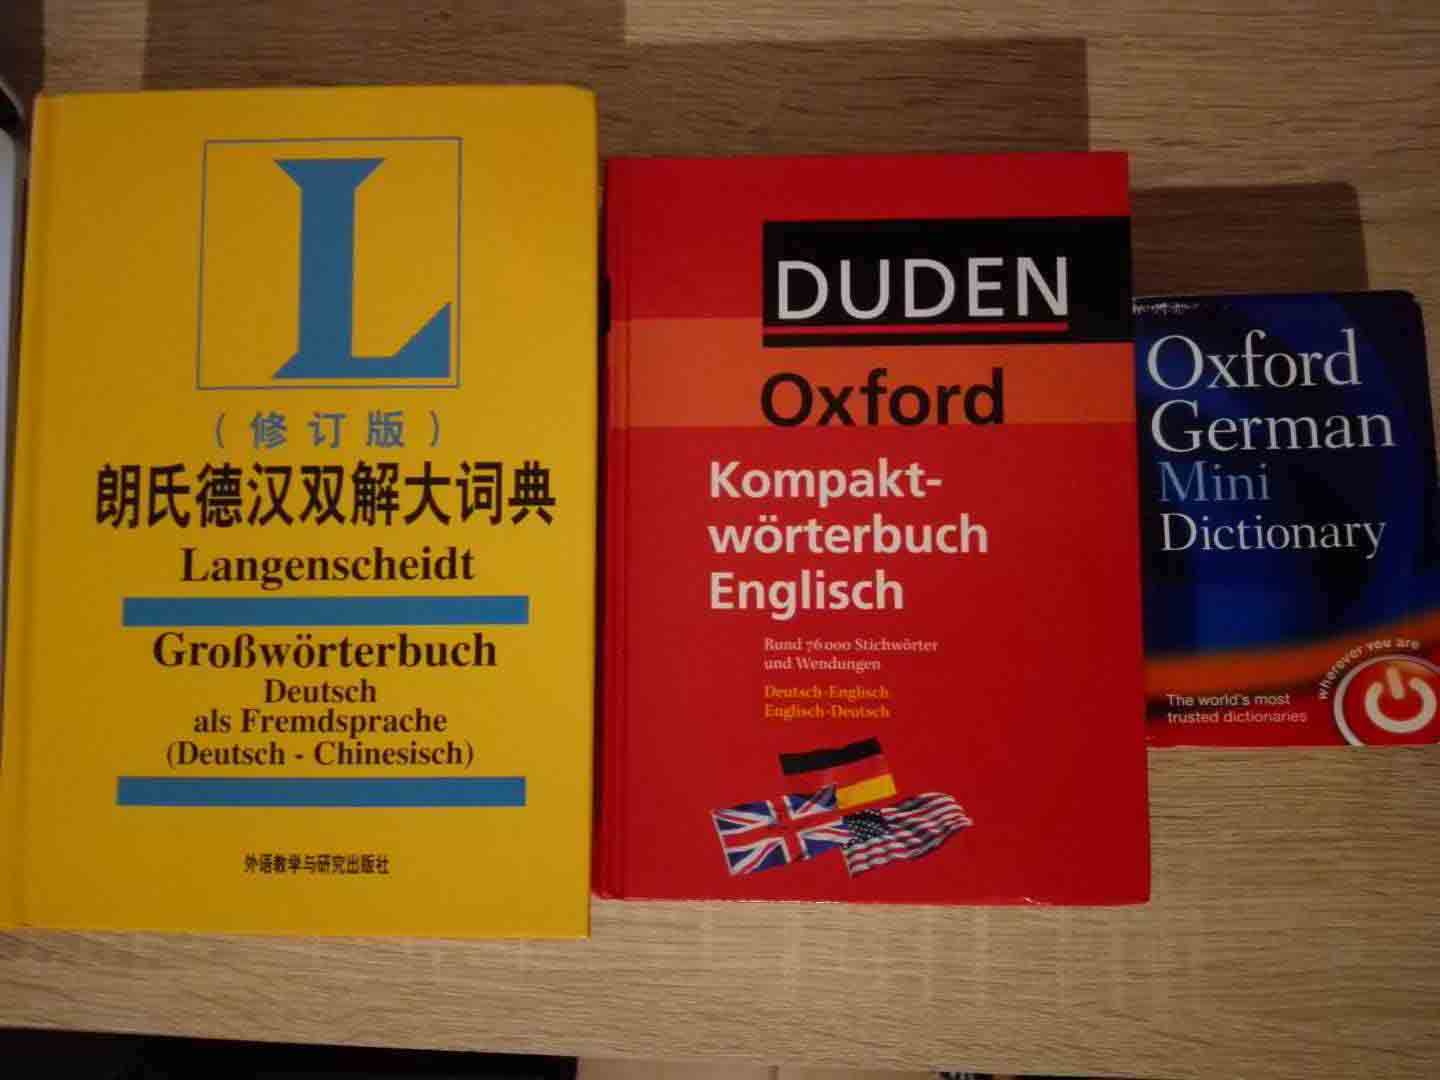 L
(修订版)
朗氏德汉双解大词典
Langenscheidt
Großwörterbuch
Deutsch
als Fremdsprache
(Deutsch - Chinesisch)
外语教学与研究出版社
DUDEN
Oxford
Kompakt-
wörterbuch
Englisch
Rund 76000 Stichwörter
und Wendungen
Deutsch-Englisch
Englisch-Deutsch
Oxford
German
Mini
Dictionary
wherever you are
The world's most
trusted dictionaries